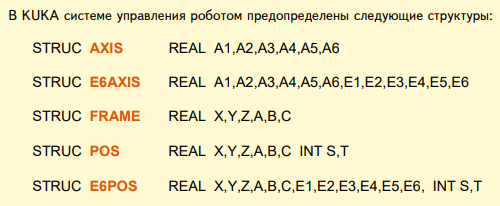 В KUKA системе управления роботом предопределены следующие структуры:
STRUC AXIS REAL A1,A2,A3,A4,A5,A6
STRUC E6AXIS REAL A1,A2,A3,A4,A5,A6,E1,E2,E3,E4,E5,E6
STRUC FRAME REAL X,Y,Z,A,B,C
STRUC POS REAL X,Y,Z,A,B,C INT S,T
STRUC E6POS REAL X,Y,Z,A,B,C,E1,E2,E3,E4,E5,E6, INT S,T